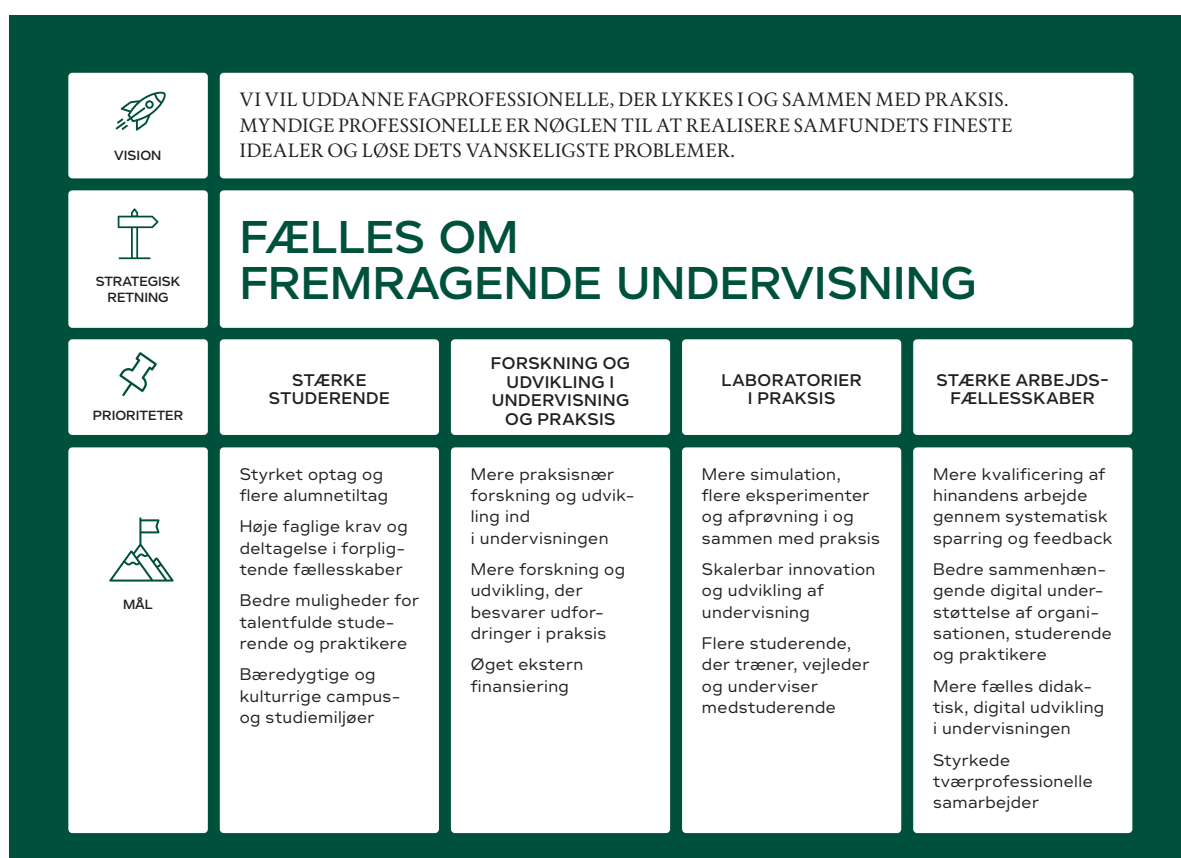 VISION
VI VIL UDDANNE FAGPROFESSIONELLE, DER LYKKES I OG SAMMEN MED PRAKSIS.
MYNDIGE PROFESSIONELLE ER NØGLEN TIL AT REALISERE SAMFUNDETS FINESTE
IDEALER OG LØSE DETS VANSKELIGSTE PROBLEMER.
STRATEGISK
RETNING
FÆLLES OM
FREMRAGENDE UNDERVISNING
PRIORITETER
STÆRKE
STUDERENDE
FORSKNING OG
UDVIKLING I
UNDERVISNING
OG PRAKSIS
LABORATORIER
I PRAKSIS
STÆRKE ARBEJDS-
FÆLLESSKABER
MÅL
Styrket optag og
flere alumnetiltag
Høje faglige krav og
deltagelse i forplig-
tende fællesskaber
Bedre muligheder for
talentfulde stude-
rende og praktikere
Bæredygtige og
kulturrige campus-
og studiemiljøer
Mere praksisnær
forskning og udvik-
ling ind
i undervisningen
Mere forskning og
udvikling, der
besvarer udfor-
dringer i praksis
Øget ekstern
finansiering
Mere simulation,
flere eksperimenter
og afprøvning i og
sammen med praksis
Skalerbar innovation
og udvikling af
undervisning
Flere studerende,
der træner, vejleder
og underviser
medstuderende
Mere kvalificering af
hinandens arbejde
gennem systematisk
sparring og feedback
Bedre sammenhæn-
gende digital under-
støttelse af organi-
sationen, studerende
og praktikere
Mere fælles didak-
tisk, digital udvikling
i undervisningen
Styrkede
tværprofessionelle
samarbejder